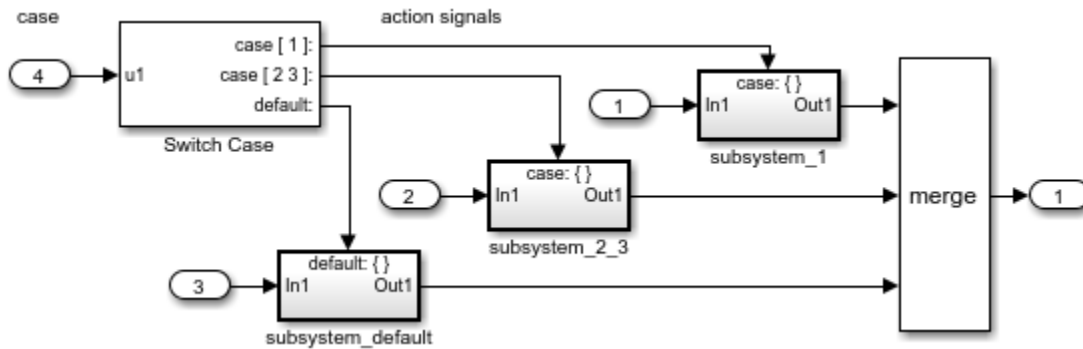 case
action signals
4
u1
case [ 1 ]:
case [ 2 3 ]:
default:
Switch Case
1
case: { }
In1
Out1
subsystem_1
2
case: { }
In1
Out1
subsystem_2_3
3
default: { }
In1
Out1
subsystem_default
merge
1